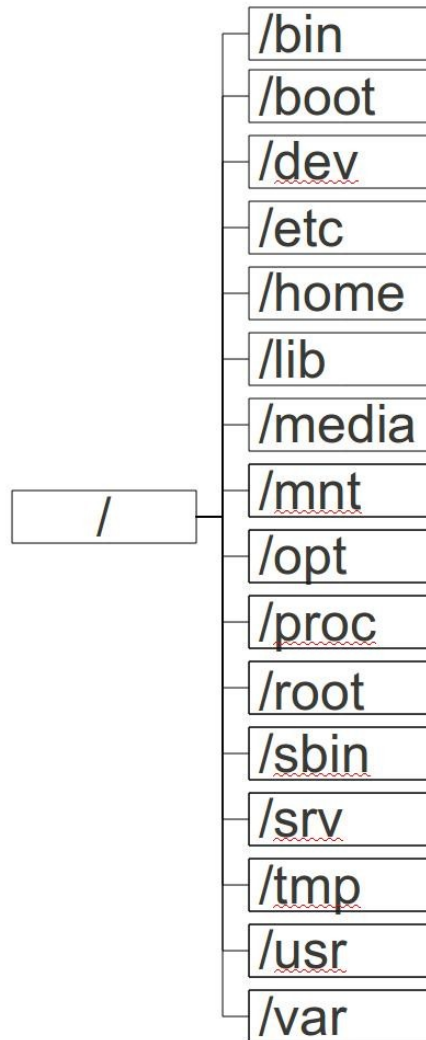 /bin
/boot
/dev
/etc
/home
/lib
/media
/mnt
/
/opt
/proc
/root
/sbin
/srv
/tmp
/usr
/var